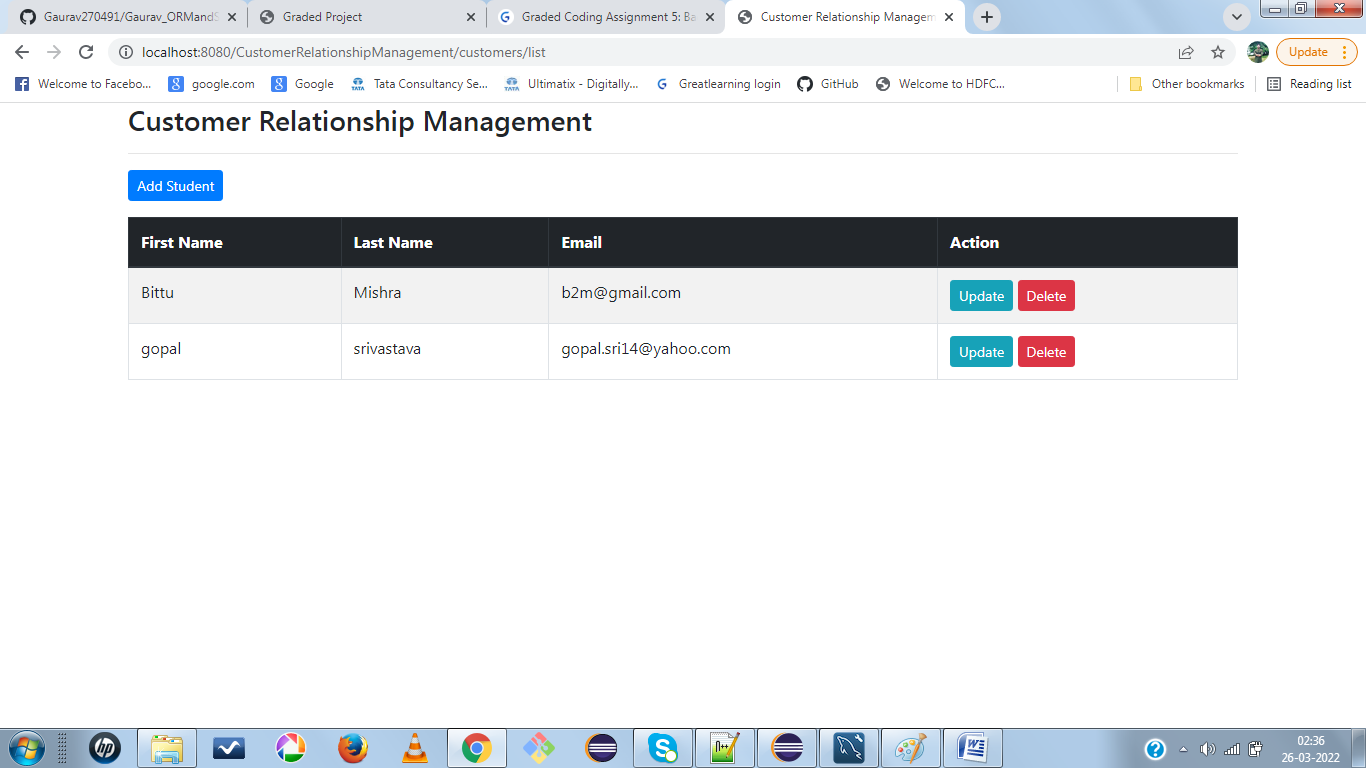 Gaurav270491/Gaurav_ORMandS
Graded Project
Graded Coding Assignment 5: Ba
Customer Relationship Managem
localhost:8080/CustomerRelationshipManagement/customers/list
Update
Welcome to Facebo...
google.com
Google
Tata Consultancy Se...
Ultimatix - Digitally...
Greatlearning login
GitHub
Welcome to HDFC...
Other bookmarks
Reading list
Customer Relationship Management
Add Student
First Name Last Name Email Action
Bittu Mishra b2m@gmail.com Update Delete
gopal srivastava gopal.sri14@yahoo.com Update Delete
02:36
26-03-2022